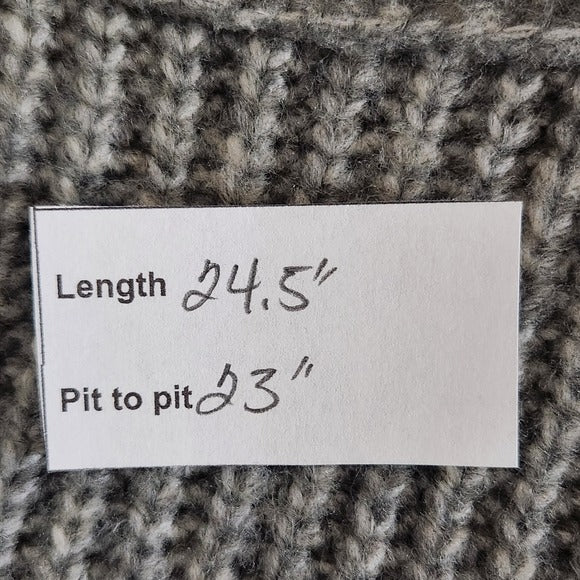 Length 24.5"
Pit to pit 23"